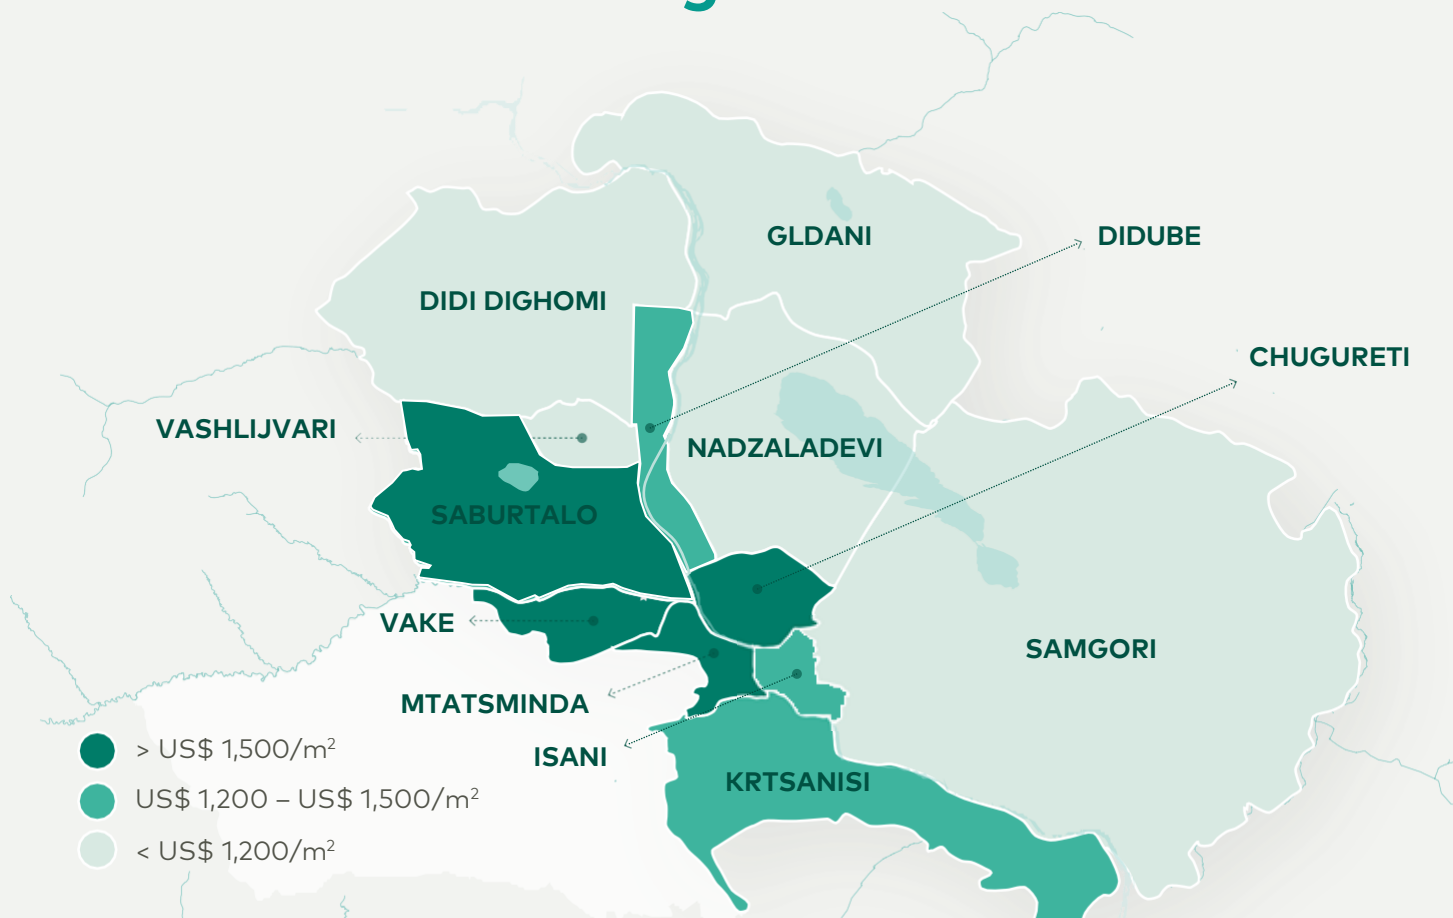 GLDANI
DIDUBE
DIDI DIGHOMI
CHUGURETI
VASHLIJVARI
NADZALADEVI
SABURTALO
VAKE
SAMGORI
MTATSMINDA
ISANI
KRTSANISI
> US$ 1,500/m²
US$ 1,200 – US$ 1,500/m²
< US$ 1,200/m²